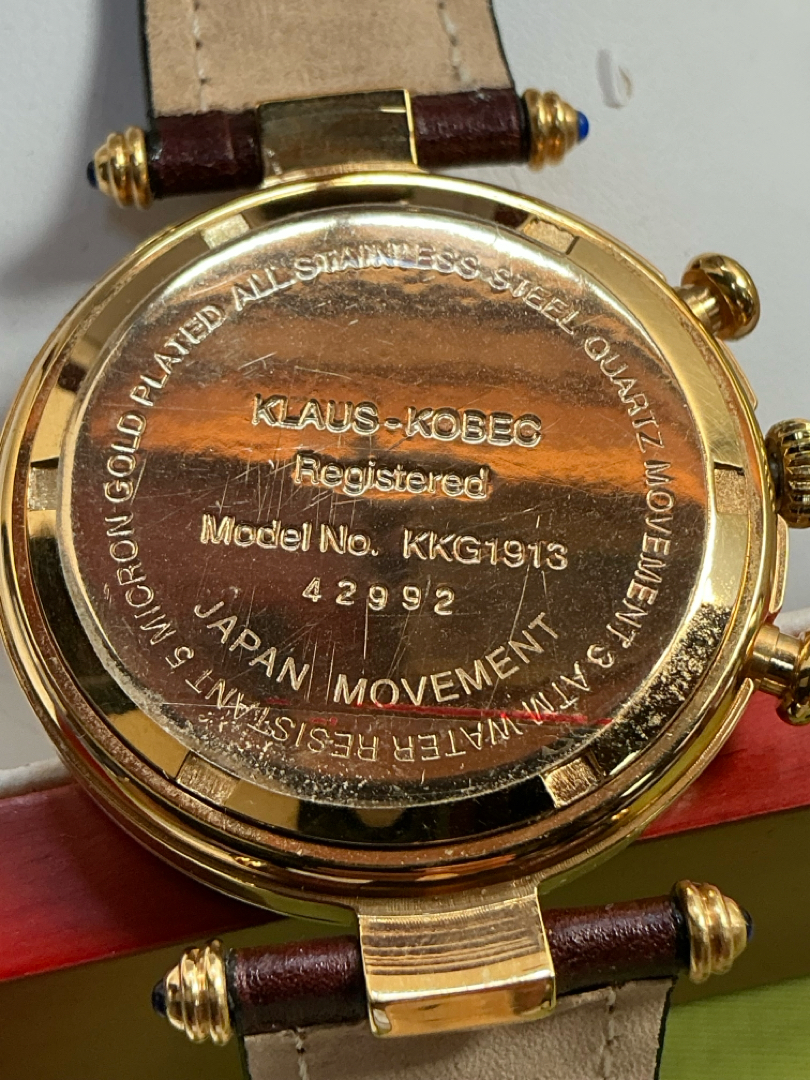 5 MICRON GOLD PLATED ALL STAINLESS STEEL QUARTZ MOVEMENT 3 ATM.WATER RESISTANT
KLAUS-KOBEC
Registered
Model No. KKG1913
42992
JAPAN MOVEMENT